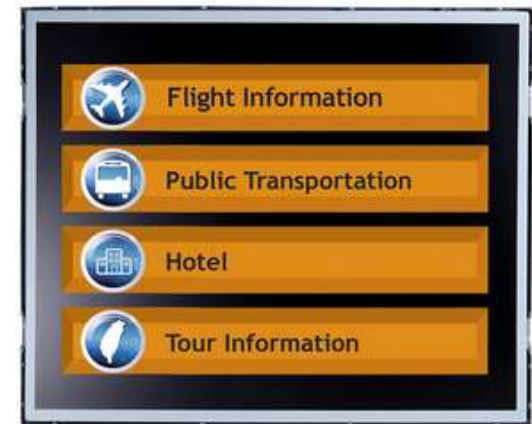 Flight Information
Public Transportation
Hotel
Tour Information